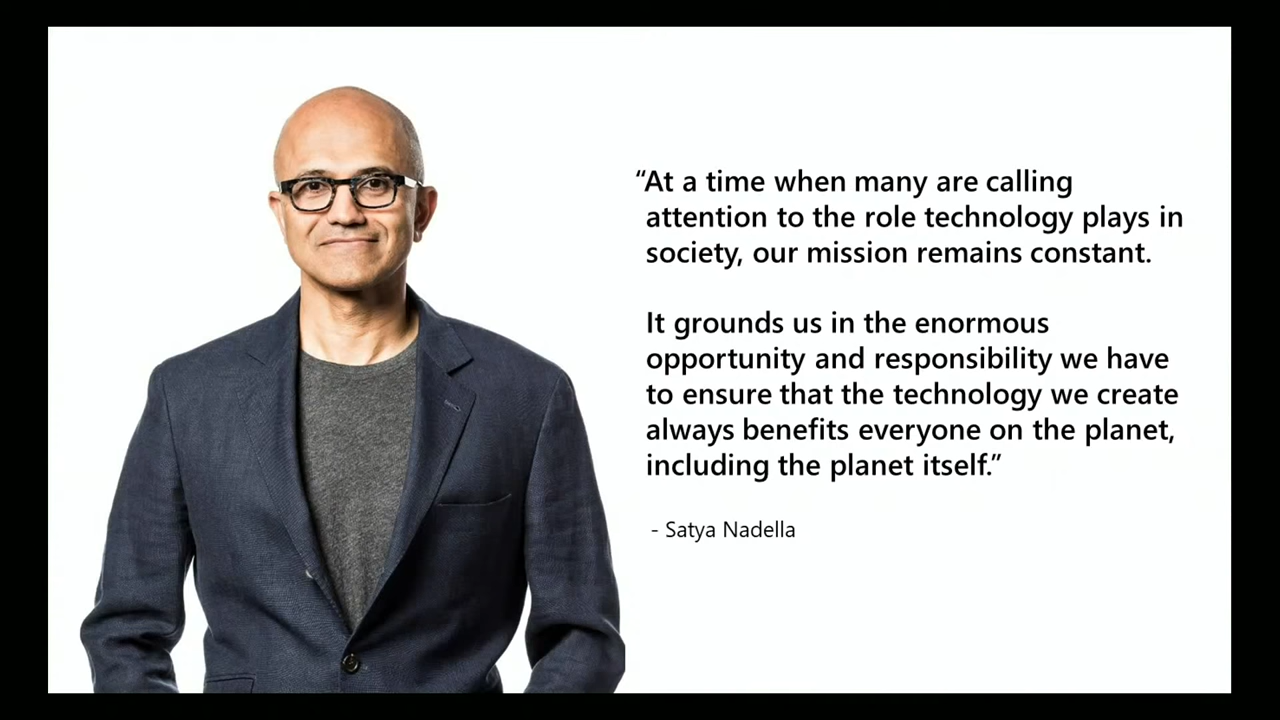 “At a time when many are calling
attention to the role technology plays in
society, our mission remains constant.
It grounds us in the enormous
opportunity and responsibility we have
to ensure that the technology we create
always benefits everyone on the planet,
including the planet itself.”
- Satya Nadella